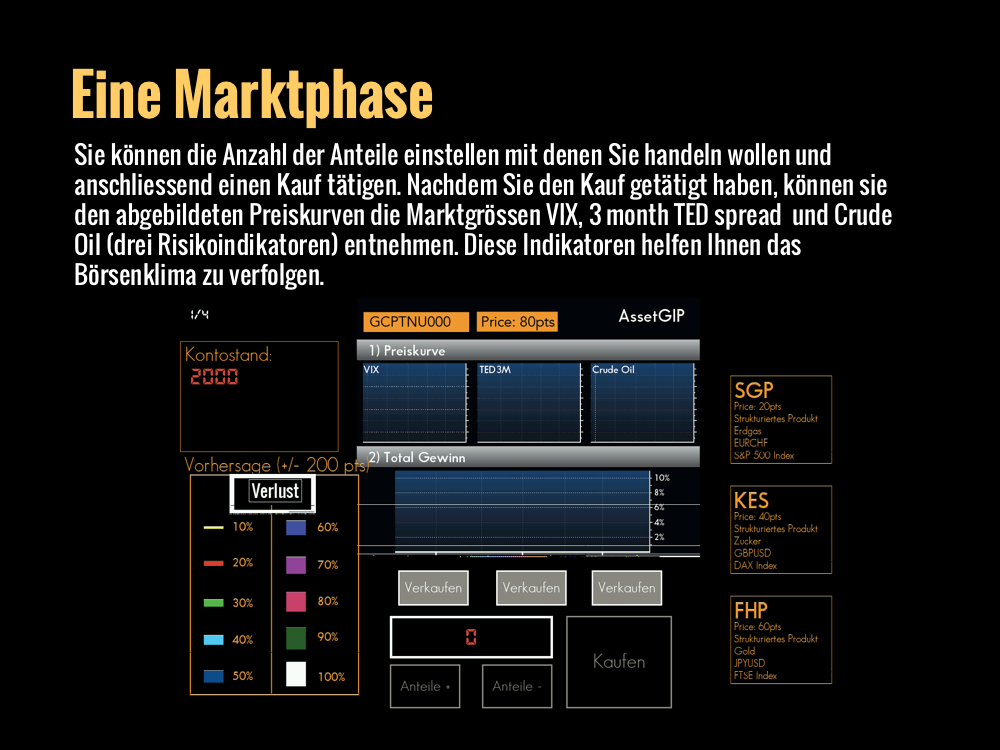 Eine Marktphase
Sie können die Anzahl der Anteile einstellen mit denen Sie handeln wollen und
anschliessend einen Kauf tätigen. Nachdem Sie den Kauf getätigt haben, können sie
den abgebildeten Preiskurven die Marktgrössen VIX, 3 month TED spread und Crude
Oil (drei Risikoindikatoren) entnehmen. Diese Indikatoren helfen Ihnen das
Börsenklima zu verfolgen.
1/4
GCPTNU000
Price: 80pts
AssetGIP
Kontostand:
2000
1) Preiskurve
VIX
TED3M
Crude Oil
Vorhersage (+/- 200 pts)
Verlust
10%
20%
30%
40%
50%
60%
70%
80%
90%
100%
2) Total Gewinn
10%
8%
6%
4%
2%
Verkaufen
Verkaufen
Verkaufen
0
Anteile +
Anteile -
Kaufen
SGP
Price: 20pts
Strukturiertes Produkt
Erdgas
EURCHF
S&P 500 Index
KES
Price: 40pts
Strukturiertes Produkt
Zucker
GBPUSD
DAX Index
FHP
Price: 60pts
Strukturiertes Produkt
Gold
JPYUSD
FTSE Index